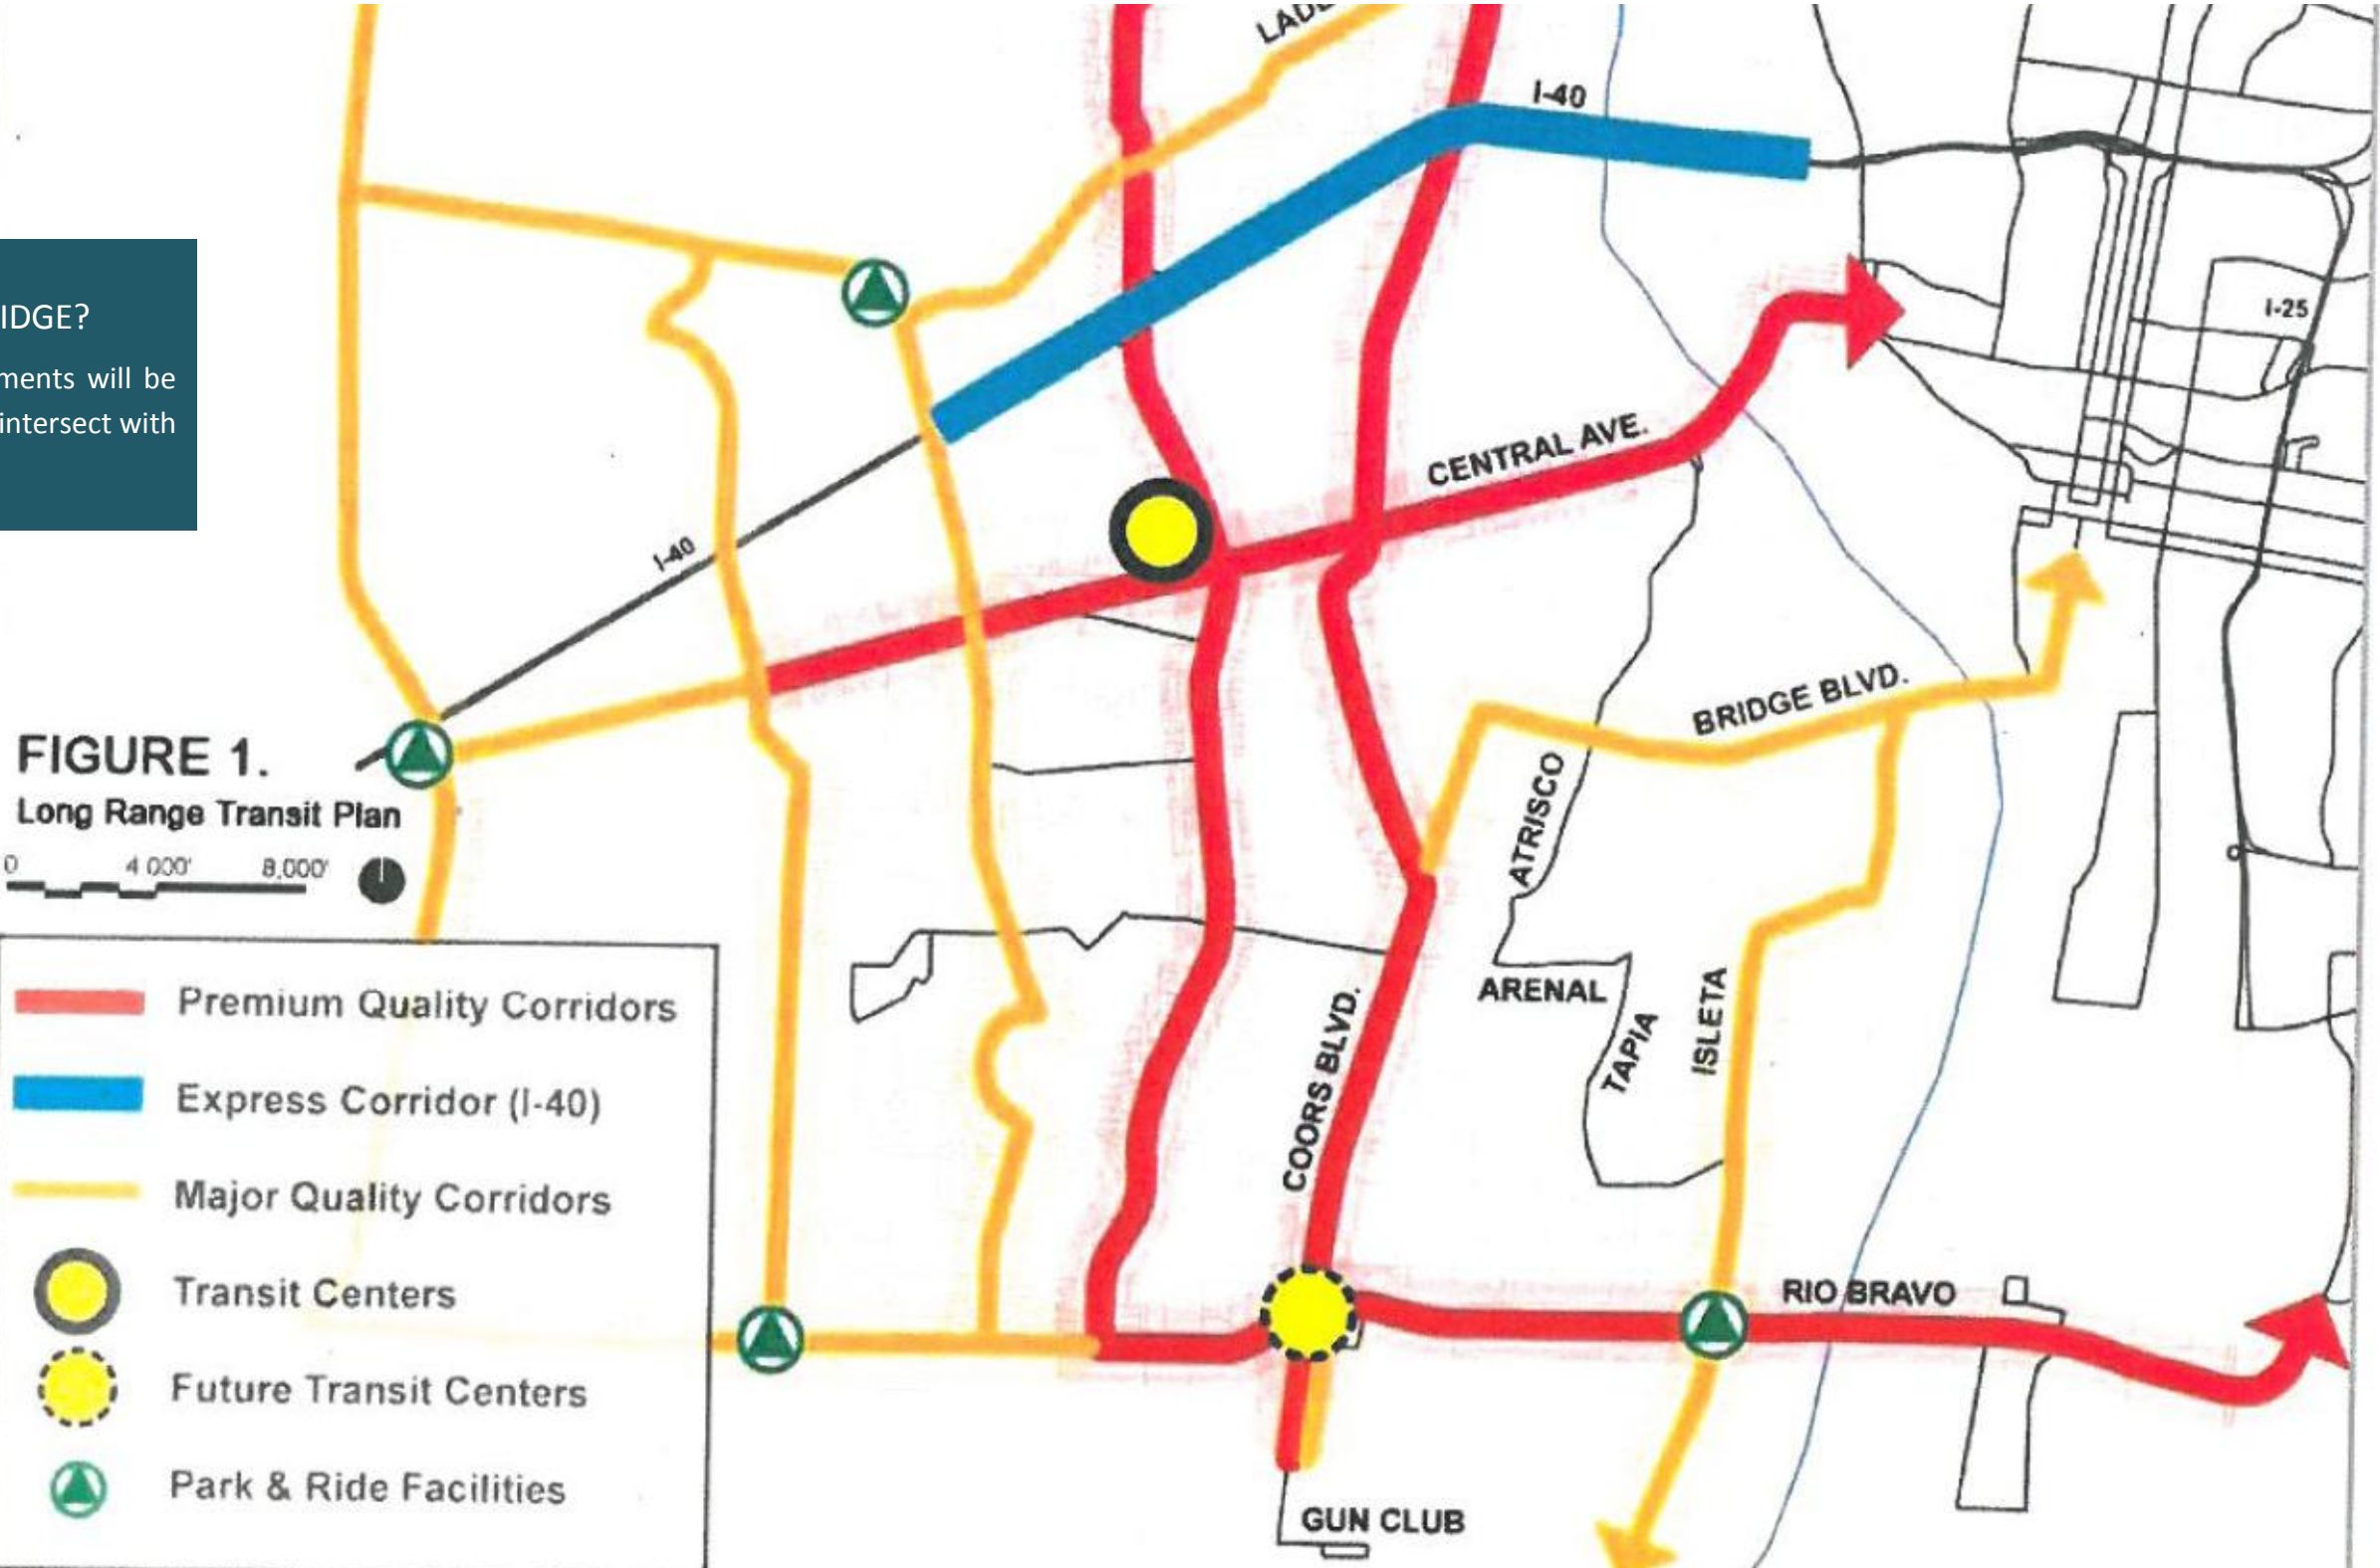 IDGE?
ments will be
intersect with
I-40
I-25
CENTRAL AVE.
I-40
BRIDGE BLVD.
ATRISCO
ARENAL
TAPIA
ISLETA
COORS BLVD.
RIO BRAVO
GUN CLUB
FIGURE 1.
Long Range Transit Plan
0 4 000' 8,000'
Premium Quality Corridors
Express Corridor (I-40)
Major Quality Corridors
Transit Centers
Future Transit Centers
Park & Ride Facilities